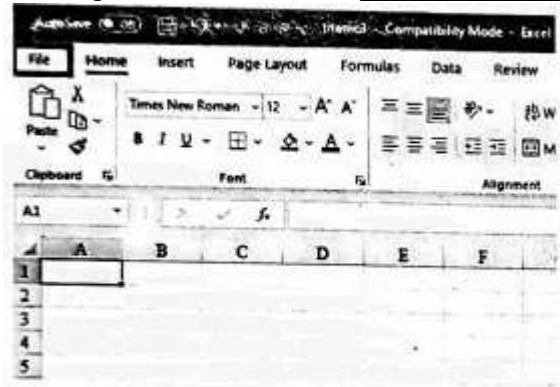 AutoSave Off - Compatibility Mode - Excel
File Home Insert Page Layout Formulas Data Review
Paste Times New Roman 12 A A
B I U A W
M
Clipboard Font Alignment
A1 fx
A B C D E F
1
2
3
4
5